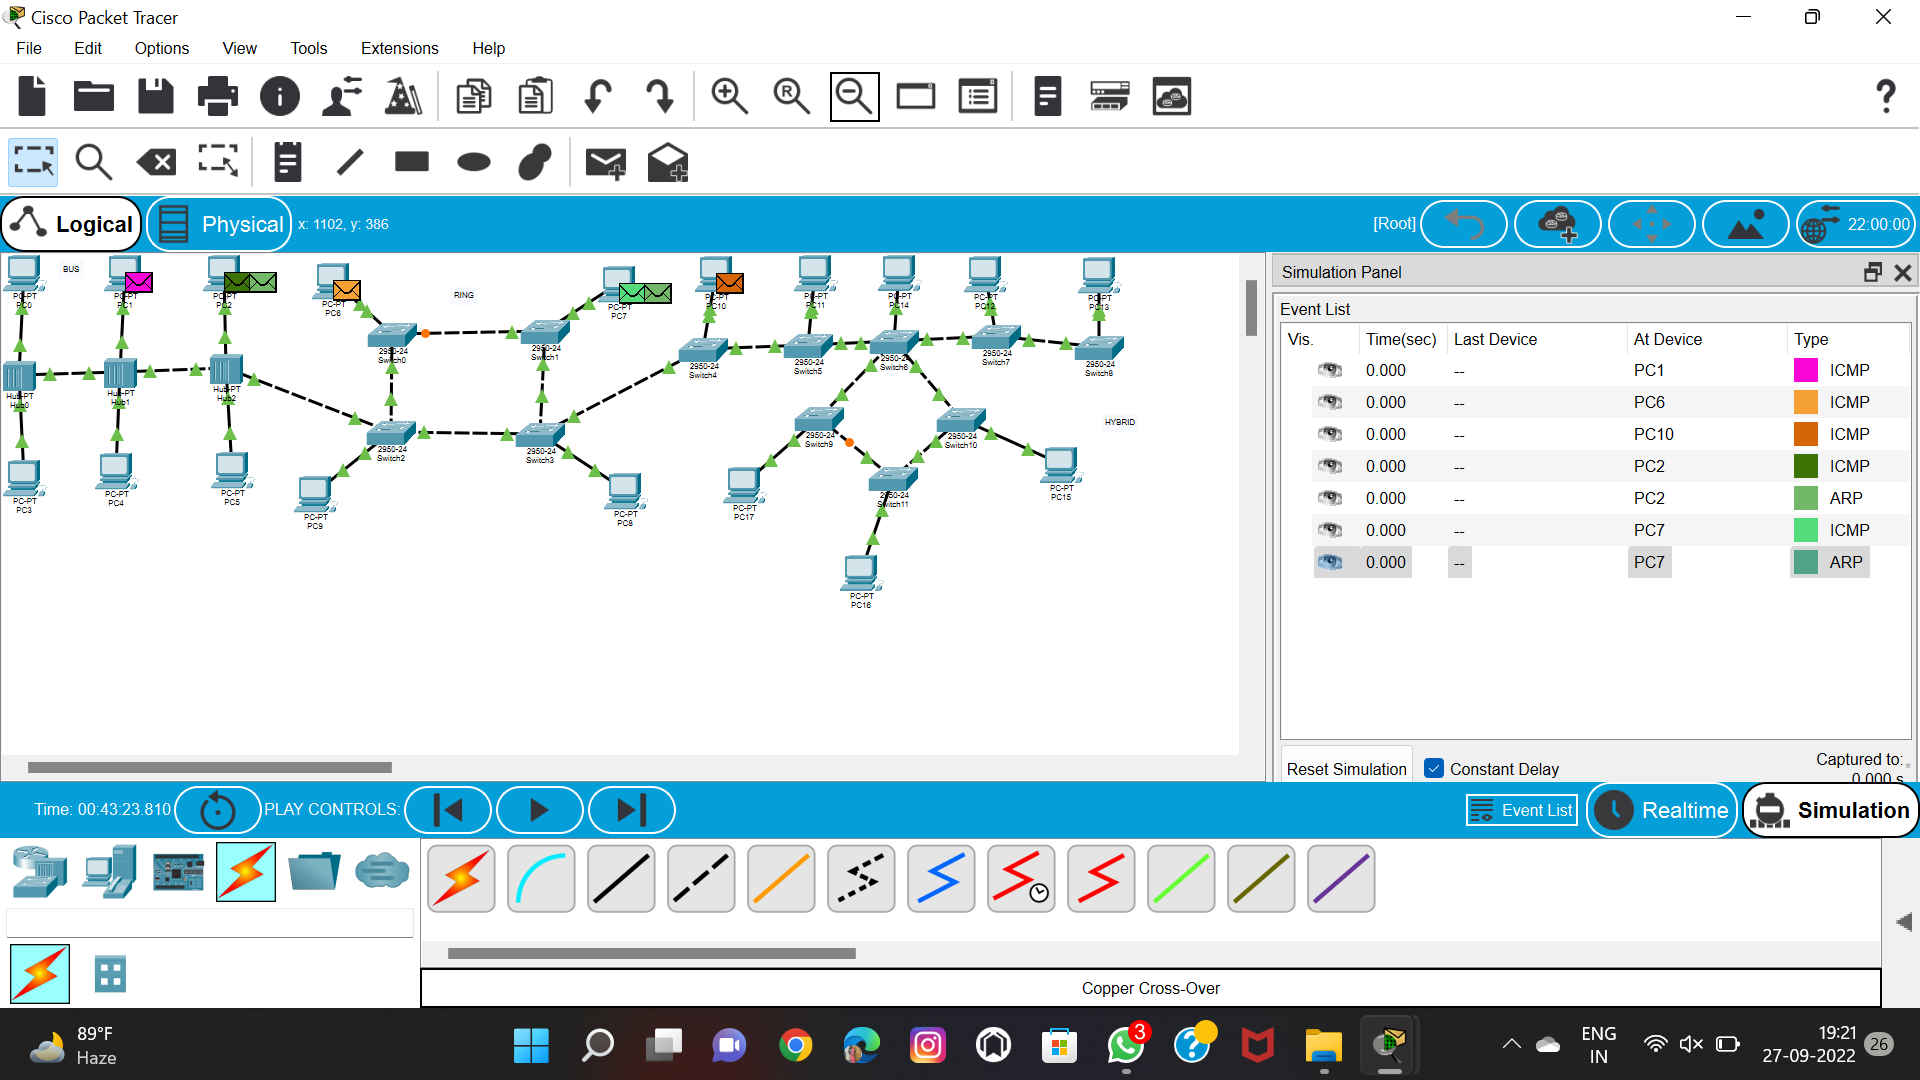 Cisco Packet Tracer
File Edit Options View Tools Extensions Help
Logical Physical x: 1102, y: 386 [Root] 22:00:00
BUS
RING
HYBRID
PC-PT
PC0
PC-PT
PC1
PC-PT
PC2
PC-PT
PC6
PC-PT
PC7
PC-PT
PC10
PC-PT
PC11
PC-PT
PC14
PC-PT
PC12
PC-PT
PC13
2950-24
Switch0
2950-24
Switch1
2950-24
Switch4
2950-24
Switch5
2950-24
Switch6
2950-24
Switch7
2950-24
Switch8
Hub-PT
Hub0
Hub-PT
Hub1
Hub-PT
Hub2
2950-24
Switch2
2950-24
Switch3
2950-24
Switch9
2950-24
Switch10
2950-24
Switch11
PC-PT
PC3
PC-PT
PC4
PC-PT
PC5
PC-PT
PC9
PC-PT
PC8
PC-PT
PC17
PC-PT
PC15
PC-PT
PC16
Simulation Panel
Event List
Vis. Time(sec) Last Device At Device Type
0.000 -- PC1 ICMP
0.000 -- PC6 ICMP
0.000 -- PC10 ICMP
0.000 -- PC2 ICMP
0.000 -- PC2 ARP
0.000 -- PC7 ICMP
0.000 -- PC7 ARP
Reset Simulation Constant Delay Captured to: *
0.000 s
Time: 00:43:23.810 PLAY CONTROLS: Event List Realtime Simulation
Copper Cross-Over
89°F
Haze
3
ENG
IN
19:21
27-09-2022
26